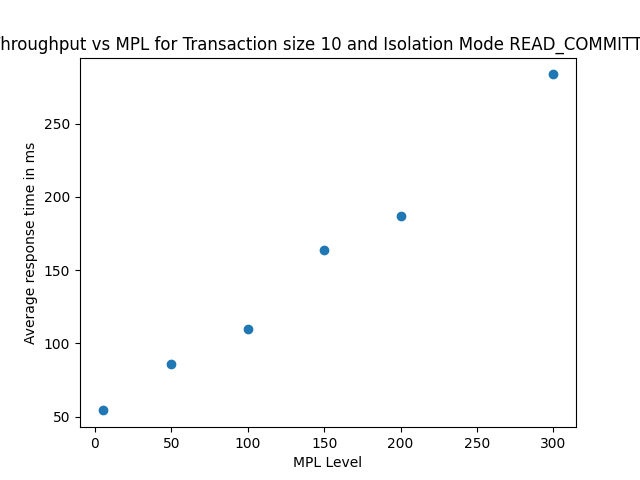 hroughput vs MPL for Transaction size 10 and Isolation Mode READ_COMMITT
250
200
150
100
50
Average response time in ms
0 50 100 150 200 250 300
MPL Level